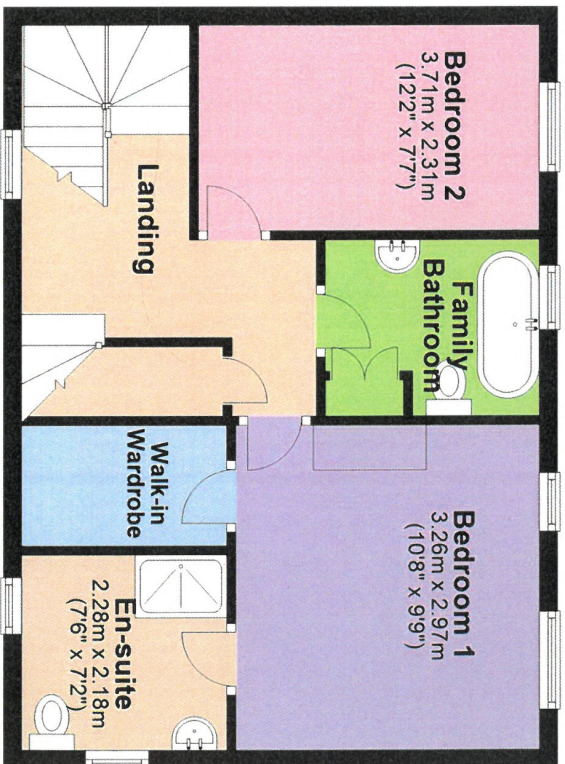 Bedroom 2
3.71m x 2.31m
(12'2" x 7'7")
Landing
Family
Bathroom
Bedroom 1
3.26m x 2.97m
(10'8" x 9'9")
Walk-in
Wardrobe
En-suite
2.28m x 2.18m
(7'6" x 7'2")